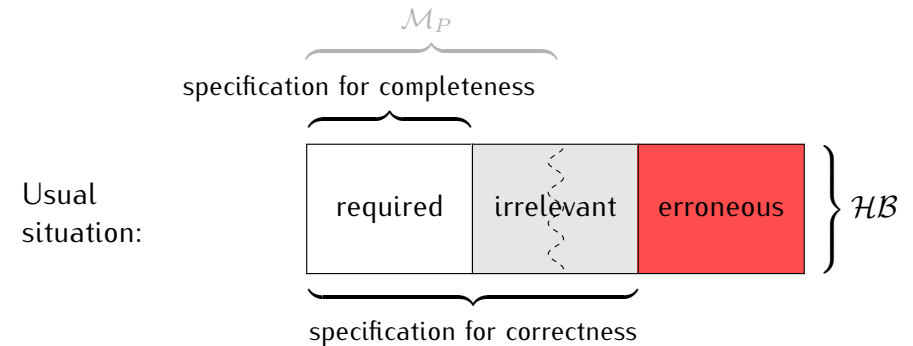 ℳ_P
specification for completeness
Usual
situation:
required
irrelevant
erroneous
ℋℬ
specification for correctness